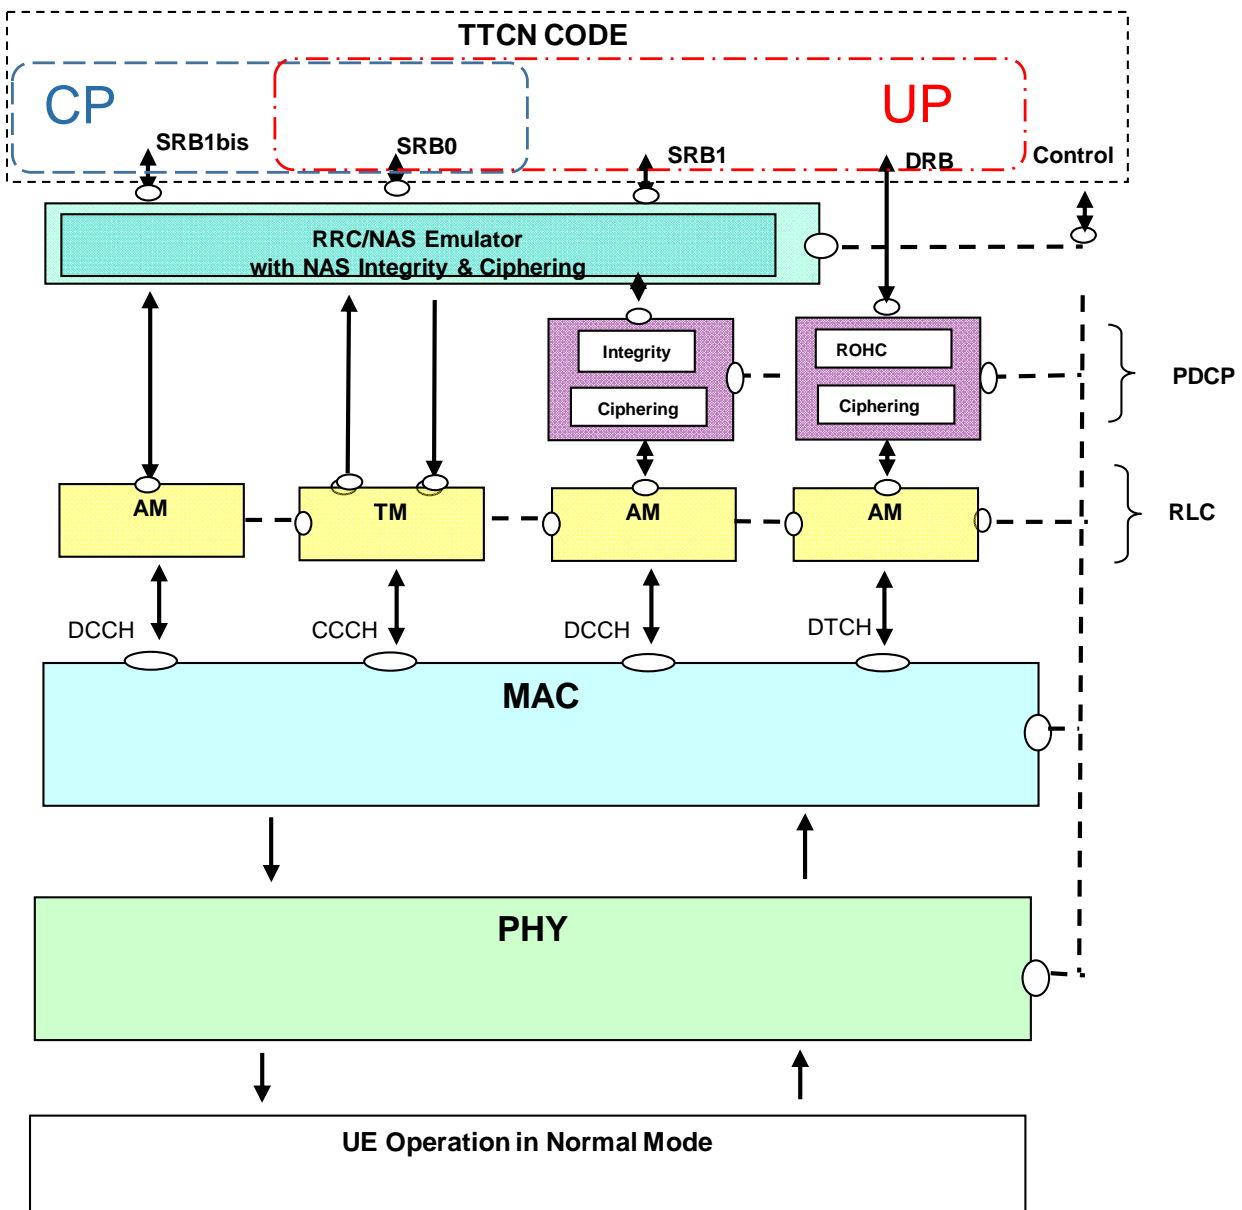 TTCN CODE
CP
UP
SRB1bis
SRB0
SRB1
DRB
Control
RRC/NAS Emulator
with NAS Integrity & Ciphering
Integrity
Ciphering
ROHC
Ciphering
PDCP
AM
TM
AM
AM
RLC
DCCH
CCCH
DCCH
DTCH
MAC
PHY
UE Operation in Normal Mode